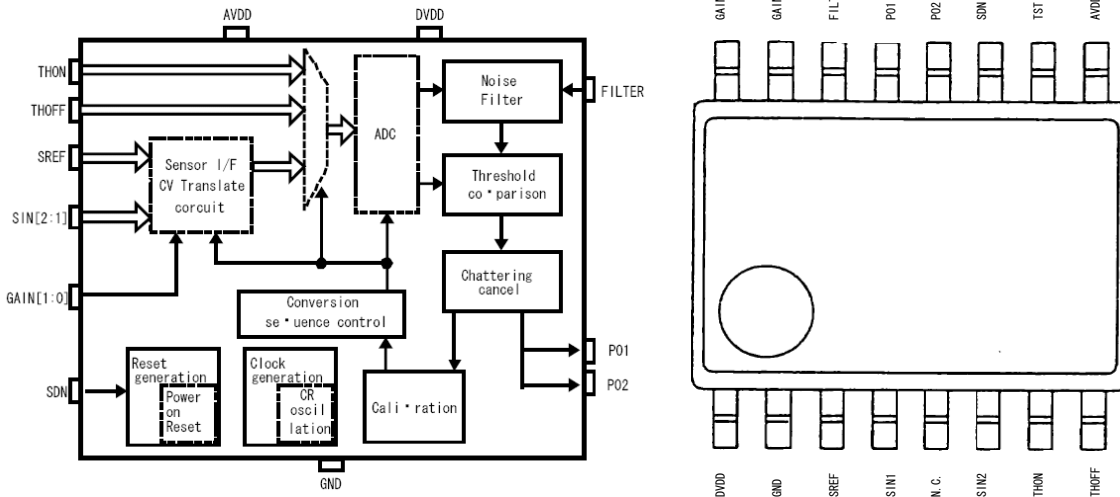 AVDD
DVDD
THON
THOFF
SREF
SIN[2:1]
GAIN[1:0]
SDN
Sensor I/F
CV Translate
corcuit
ADC
Noise
Filter
FILTER
Threshold
co・parison
Chattering
cancel
Conversion
se・uence control
Reset
generation
Power
on
Reset
Clock
generation
CR
oscil
lation
Cali・ration
PO1
PO2
GND
PO1
PO2
SDN
TST
DVDD
GND
SREF
SIN1
N.C.
SIN2
THON
THOFF